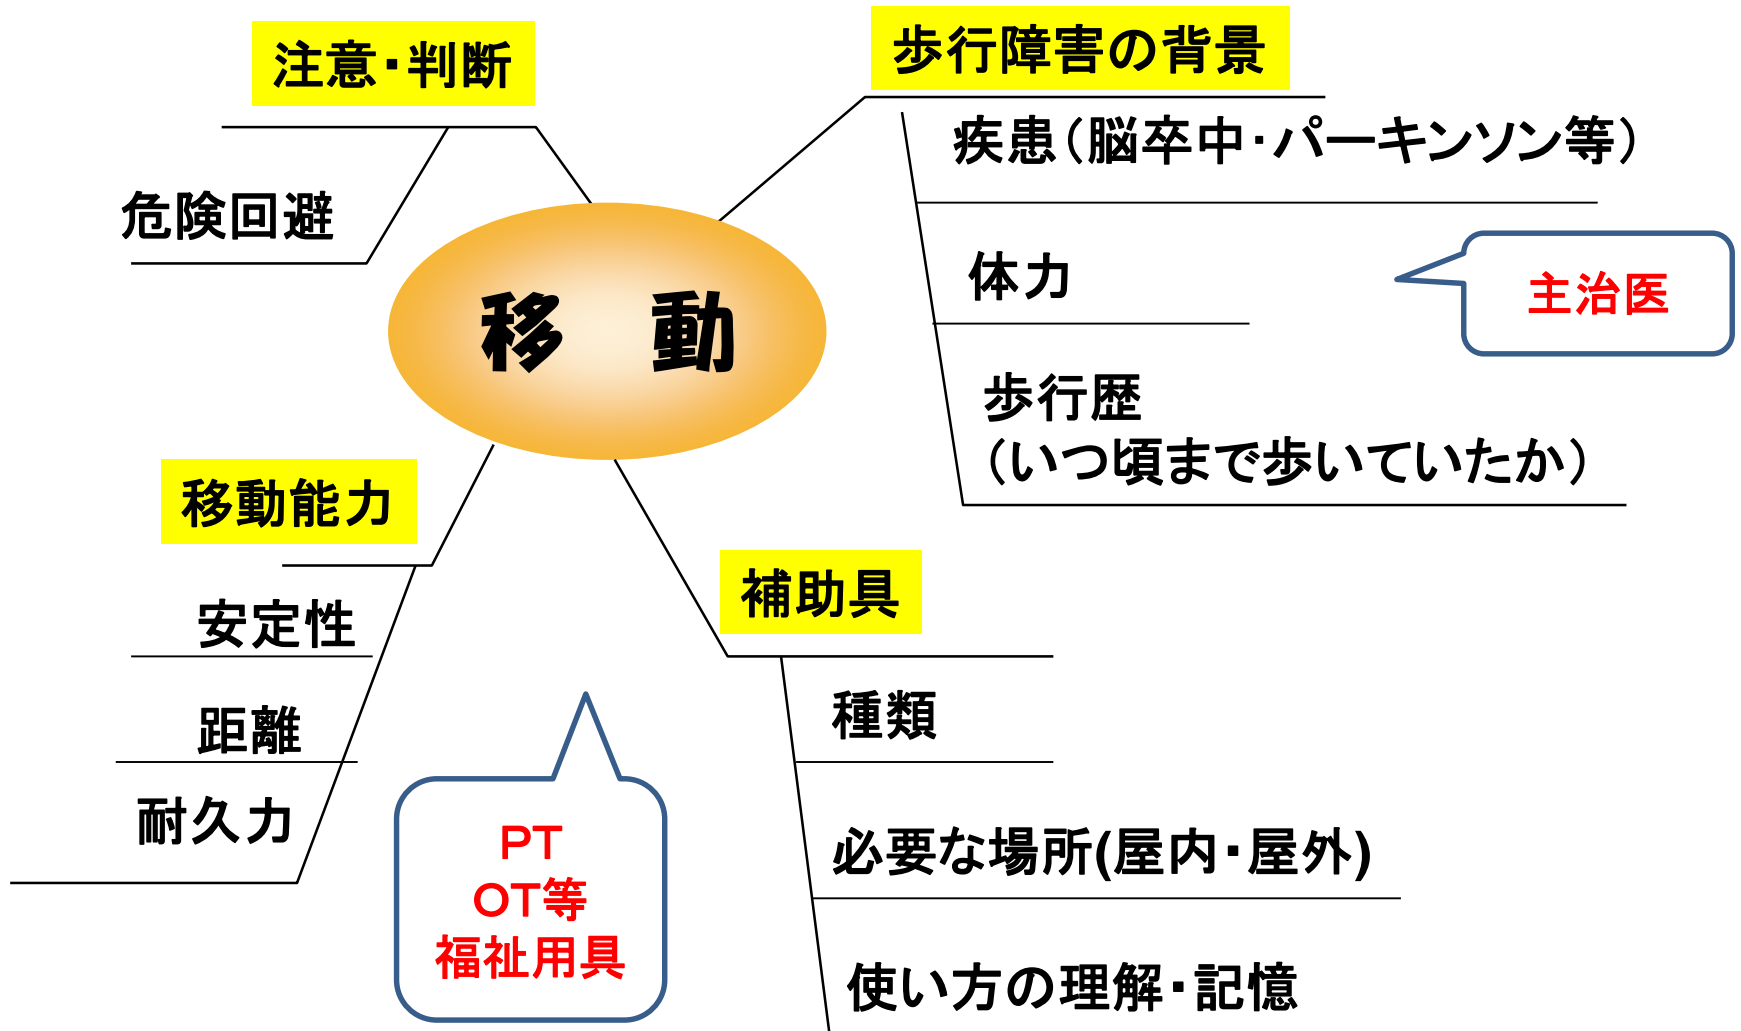 注意・判断
危険回避
歩行障害の背景
疾患（脳卒中・パーキンソン等）
体力
歩行歴
（いつ頃まで歩いていたか）
主治医
移　動
移動能力
安定性
距離
耐久力
補助具
種類
必要な場所(屋内・屋外)
使い方の理解・記憶
ＰＴ
ＯＴ等
福祉用具